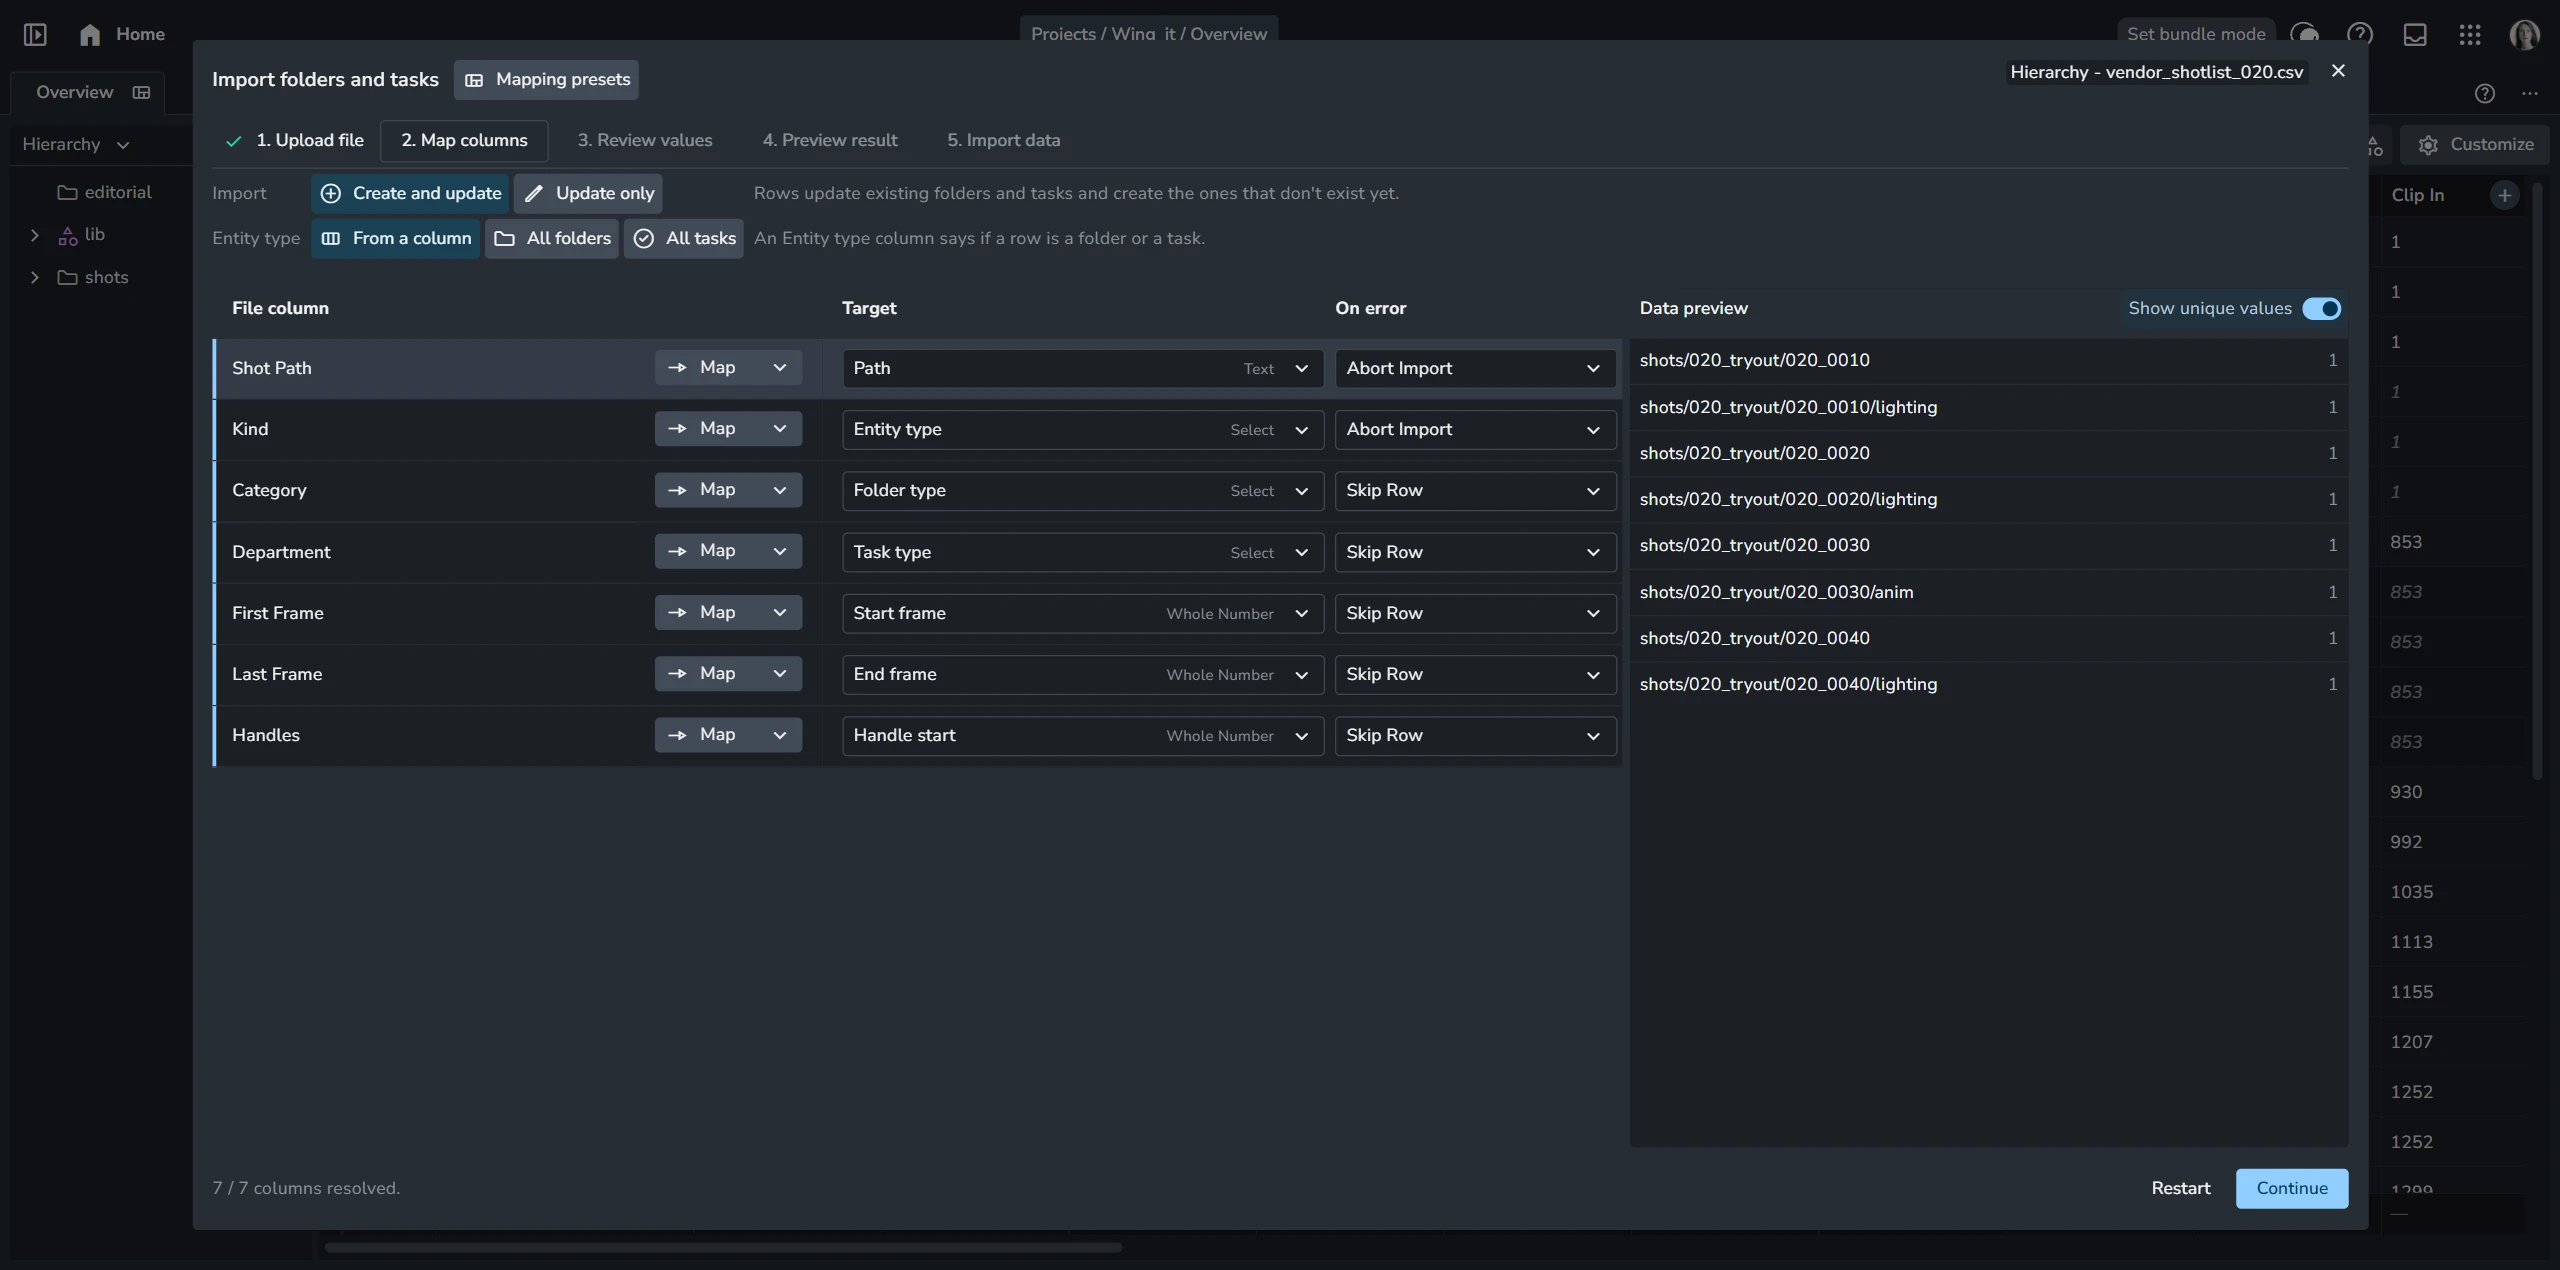 Home
Projects / Wing_it / Overview
Set bundle mode
Overview
Import folders and tasks
Mapping presets
Hierarchy - vendor_shotlist_020.csv
Hierarchy
1. Upload file
2. Map columns
3. Review values
4. Preview result
5. Import data
Customize
editorial
lib
shots
Import
Create and update
Update only
Rows update existing folders and tasks and create the ones that don't exist yet.
Entity type
From a column
All folders
All tasks
An Entity type column says if a row is a folder or a task.
File column
Target
On error
Data preview
Show unique values
Shot Path
Map
Path
Text
Abort Import
Kind
Map
Entity type
Select
Abort Import
Category
Map
Folder type
Select
Skip Row
Department
Map
Task type
Select
Skip Row
First Frame
Map
Start frame
Whole Number
Skip Row
Last Frame
Map
End frame
Whole Number
Skip Row
Handles
Map
Handle start
Whole Number
Skip Row
shots/020_tryout/020_0010 1
shots/020_tryout/020_0010/lighting 1
shots/020_tryout/020_0020 1
shots/020_tryout/020_0020/lighting 1
shots/020_tryout/020_0030 1
shots/020_tryout/020_0030/anim 1
shots/020_tryout/020_0040 1
shots/020_tryout/020_0040/lighting 1
Clip In
1
1
1
1
1
1
853
853
853
853
853
930
992
1035
1113
1155
1207
1252
1252
1299
—
7 / 7 columns resolved.
Restart
Continue